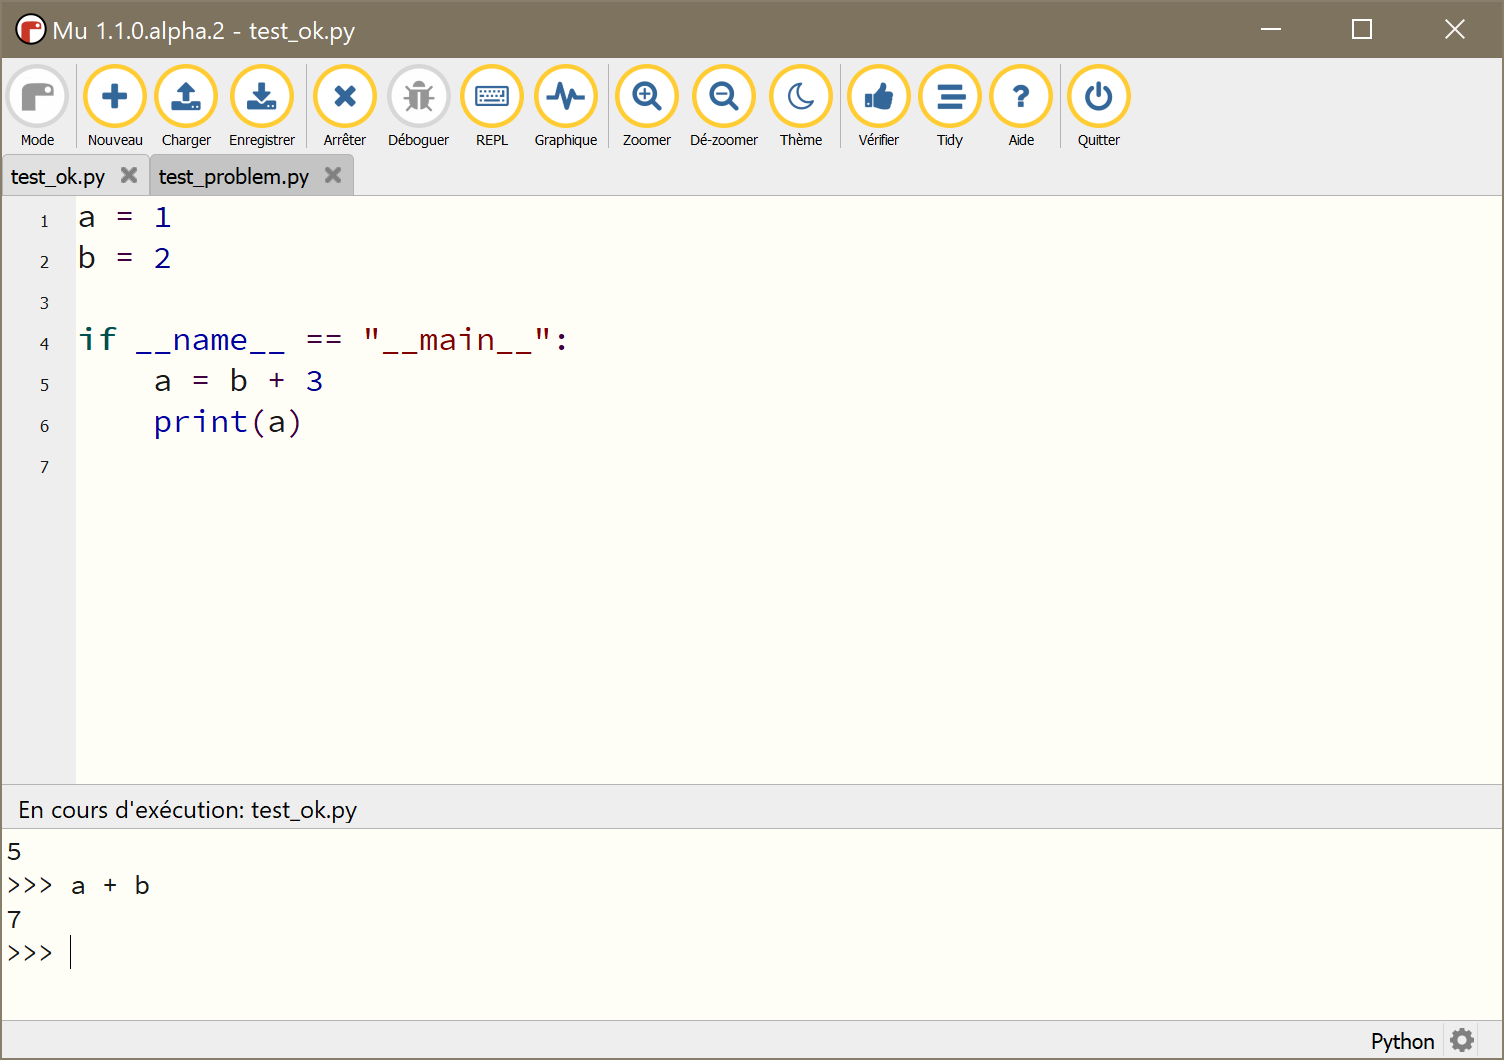 Mu 1.1.0.alpha.2 - test_ok.py
Mode Nouveau Charger Enregistrer Arrêter Déboguer REPL Graphique Zoomer Dé-zoomer Thème Vérifier Tidy Aide Quitter
test_ok.py test_problem.py
1 a = 1
2 b = 2
3
4 if __name__ == "__main__":
5     a = b + 3
6     print(a)
7
En cours d'exécution: test_ok.py
5
>>> a + b
7
>>>
Python